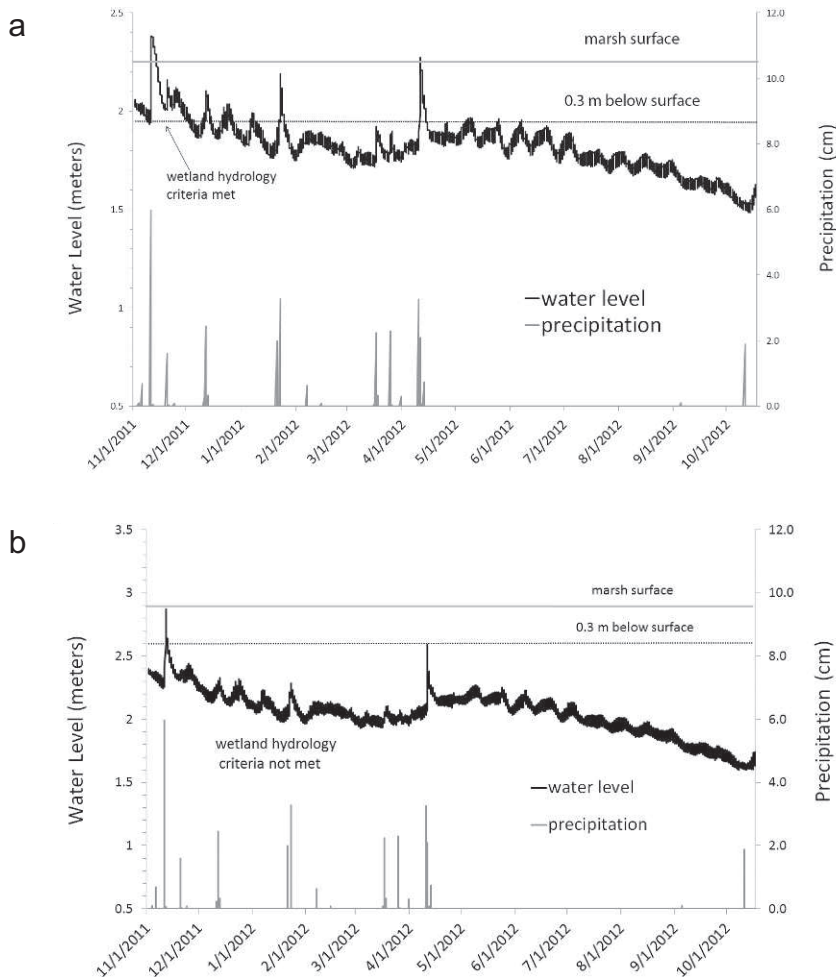 a
2.5
2
1.5
1
0.5
Water Level (meters)
12.0
10.0
8.0
6.0
4.0
2.0
0.0
Precipitation (cm)
marsh surface
0.3 m below surface
wetland hydrology
criteria met
water level
precipitation
11/1/2011
12/1/2011
1/1/2012
2/1/2012
3/1/2012
4/1/2012
5/1/2012
6/1/2012
7/1/2012
8/1/2012
9/1/2012
10/1/2012
b
3.5
3
2.5
2
1.5
1
0.5
Water Level (meters)
12.0
10.0
8.0
6.0
4.0
2.0
0.0
Precipitation (cm)
marsh surface
0.3 m below surface
wetland hydrology
criteria not met
water level
precipitation
11/1/2011
12/1/2011
1/1/2012
2/1/2012
3/1/2012
4/1/2012
5/1/2012
6/1/2012
7/1/2012
8/1/2012
9/1/2012
10/1/2012